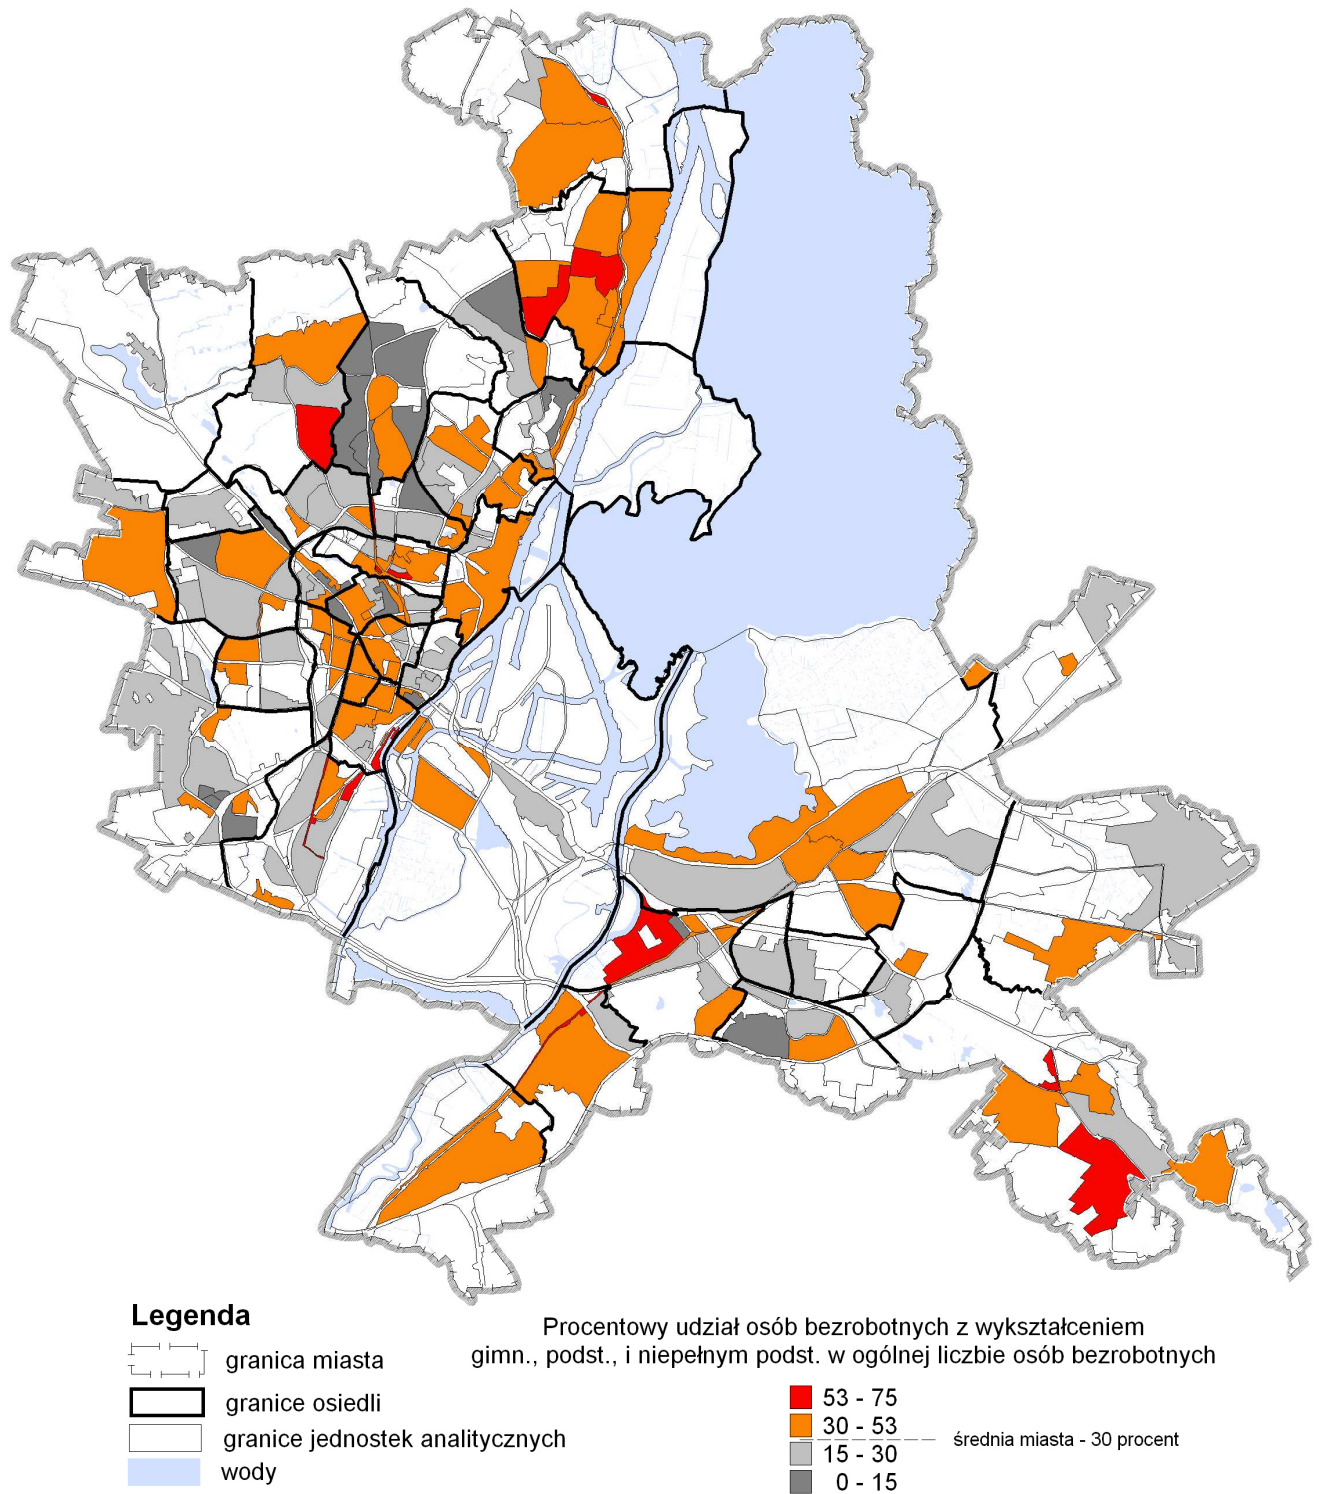 Legenda
granica miasta
granice osiedli
granice jednostek analitycznych
wody
Procentowy udział osób bezrobotnych z wykształceniem
gimn., podst., i niepełnym podst. w ogólnej liczbie osób bezrobotnych
53 - 75
30 - 53
średnia miasta - 30 procent
15 - 30
0 - 15